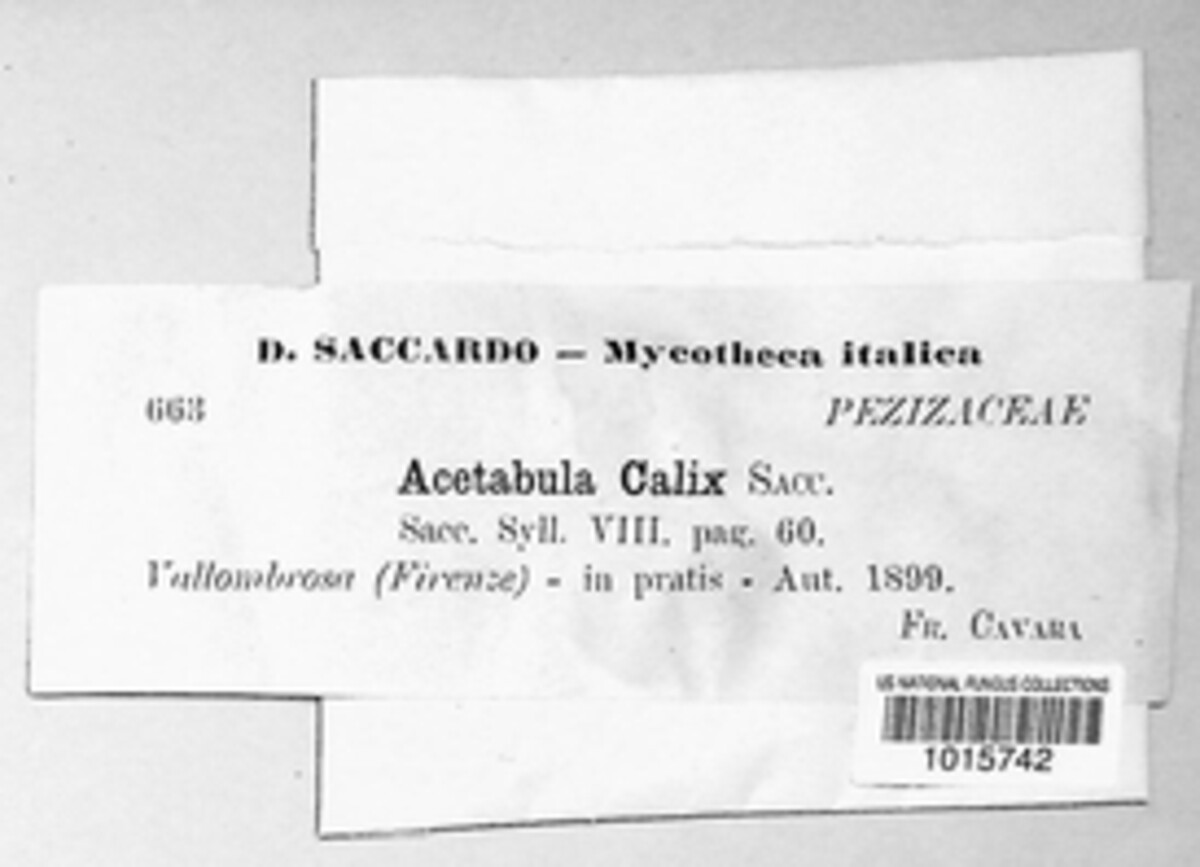 D. SACCARDO — Mycotheca italica
663 PEZIZACEAE
Acetabula Calix SACC.
Sacc. Syll. VIII. pag. 60.
Vallombrosa (Firenze) - in pratis - Aut. 1899.
FR. CAVARA
US NATIONAL FUNGUS COLLECTIONS
1015742